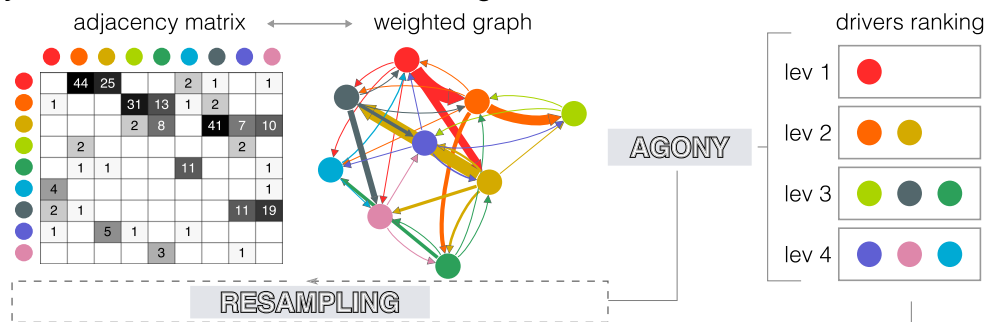 adjacency matrix
weighted graph
drivers ranking
44 25 2 1 1
1 31 13 1 2
2 8 41 7 10
2 2
1 1 11 1
4 1
2 1 11 19
1 5 1 1
3 1
AGONY
lev 1
lev 2
lev 3
lev 4
RESAMPLING